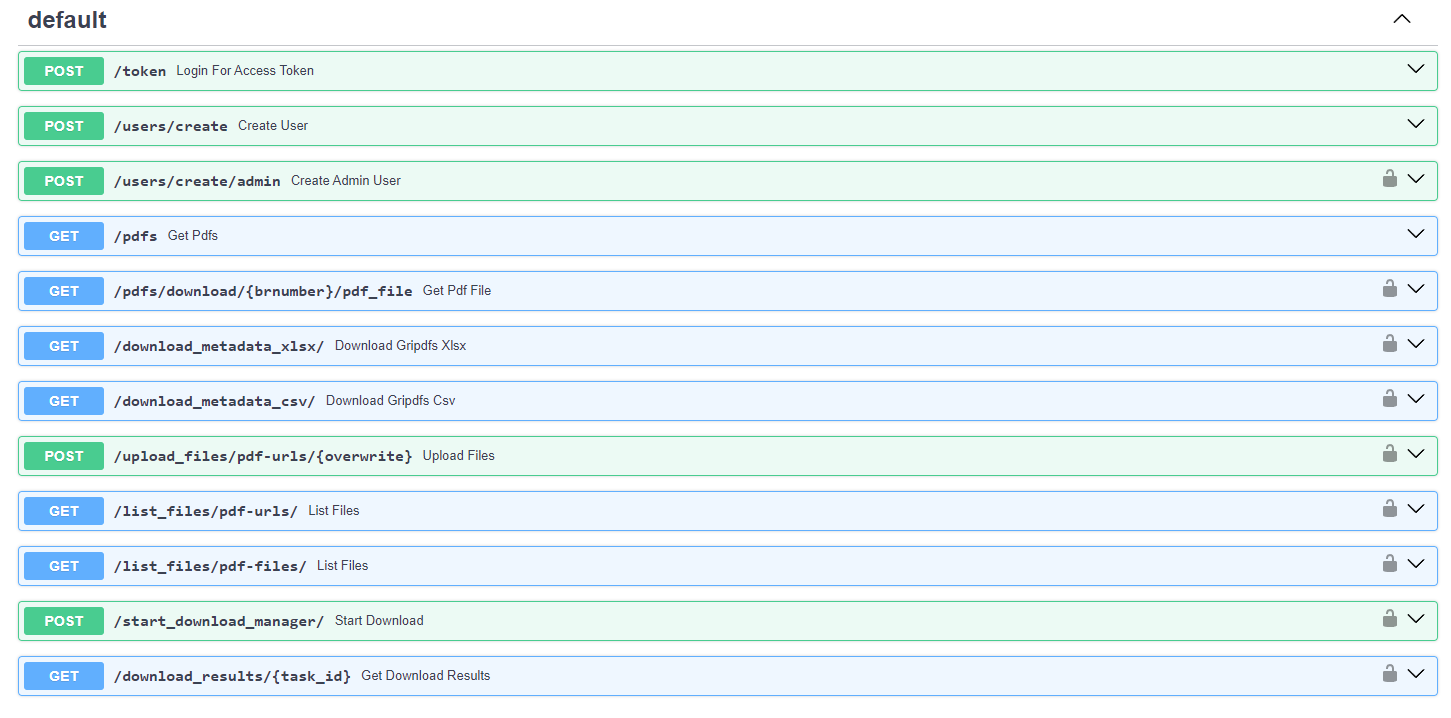 default
POST /token Login For Access Token
POST /users/create Create User
POST /users/create/admin Create Admin User
GET /pdfs Get Pdfs
GET /pdfs/download/{brnumber}/pdf_file Get Pdf File
GET /download_metadata_xlsx/ Download Gripdfs Xlsx
GET /download_metadata_csv/ Download Gripdfs Csv
POST /upload_files/pdf-urls/{overwrite} Upload Files
GET /list_files/pdf-urls/ List Files
GET /list_files/pdf-files/ List Files
POST /start_download_manager/ Start Download
GET /download_results/{task_id} Get Download Results